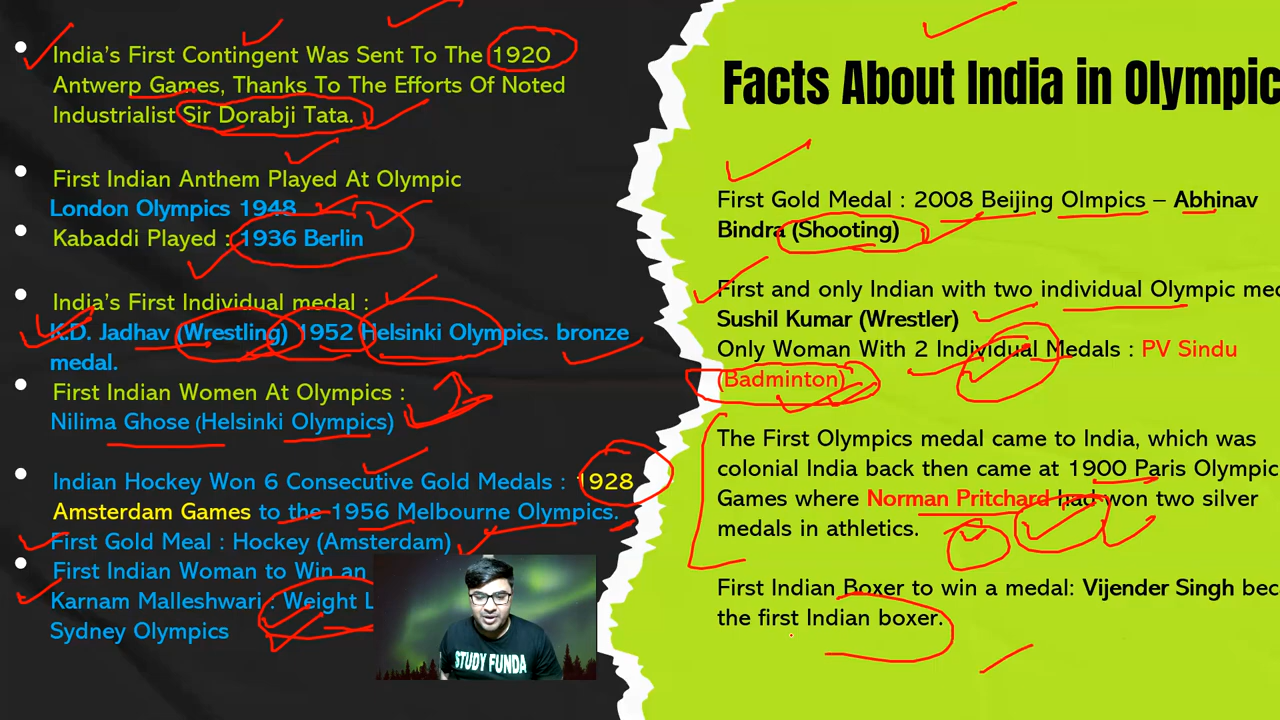 India's First Contingent Was Sent To The 1920
Antwerp Games, Thanks To The Efforts Of Noted
Industrialist Sir Dorabji Tata.
First Indian Anthem Played At Olympic
London Olympics 1948
Kabaddi Played : 1936 Berlin
India's First Individual medal :
K.D. Jadhav (Wrestling) 1952 Helsinki Olympics. bronze
medal.
First Indian Women At Olympics :
Nilima Ghose (Helsinki Olympics)
Indian Hockey Won 6 Consecutive Gold Medals : 1928
Amsterdam Games to the 1956 Melbourne Olympics.
First Gold Meal : Hockey (Amsterdam)
First Indian Woman to Win an
Karnam Malleshwari : Weight L
Sydney Olympics
STUDY FUNDA
Facts About India in Olympic
First Gold Medal : 2008 Beijing Olmpics – Abhinav
Bindra (Shooting)
First and only Indian with two individual Olympic med
Sushil Kumar (Wrestler)
Only Woman With 2 Individual Medals : PV Sindu
(Badminton)
The First Olympics medal came to India, which was
colonial India back then came at 1900 Paris Olympic
Games where Norman Pritchard had won two silver
medals in athletics.
First Indian Boxer to win a medal: Vijender Singh bec
the first Indian boxer.